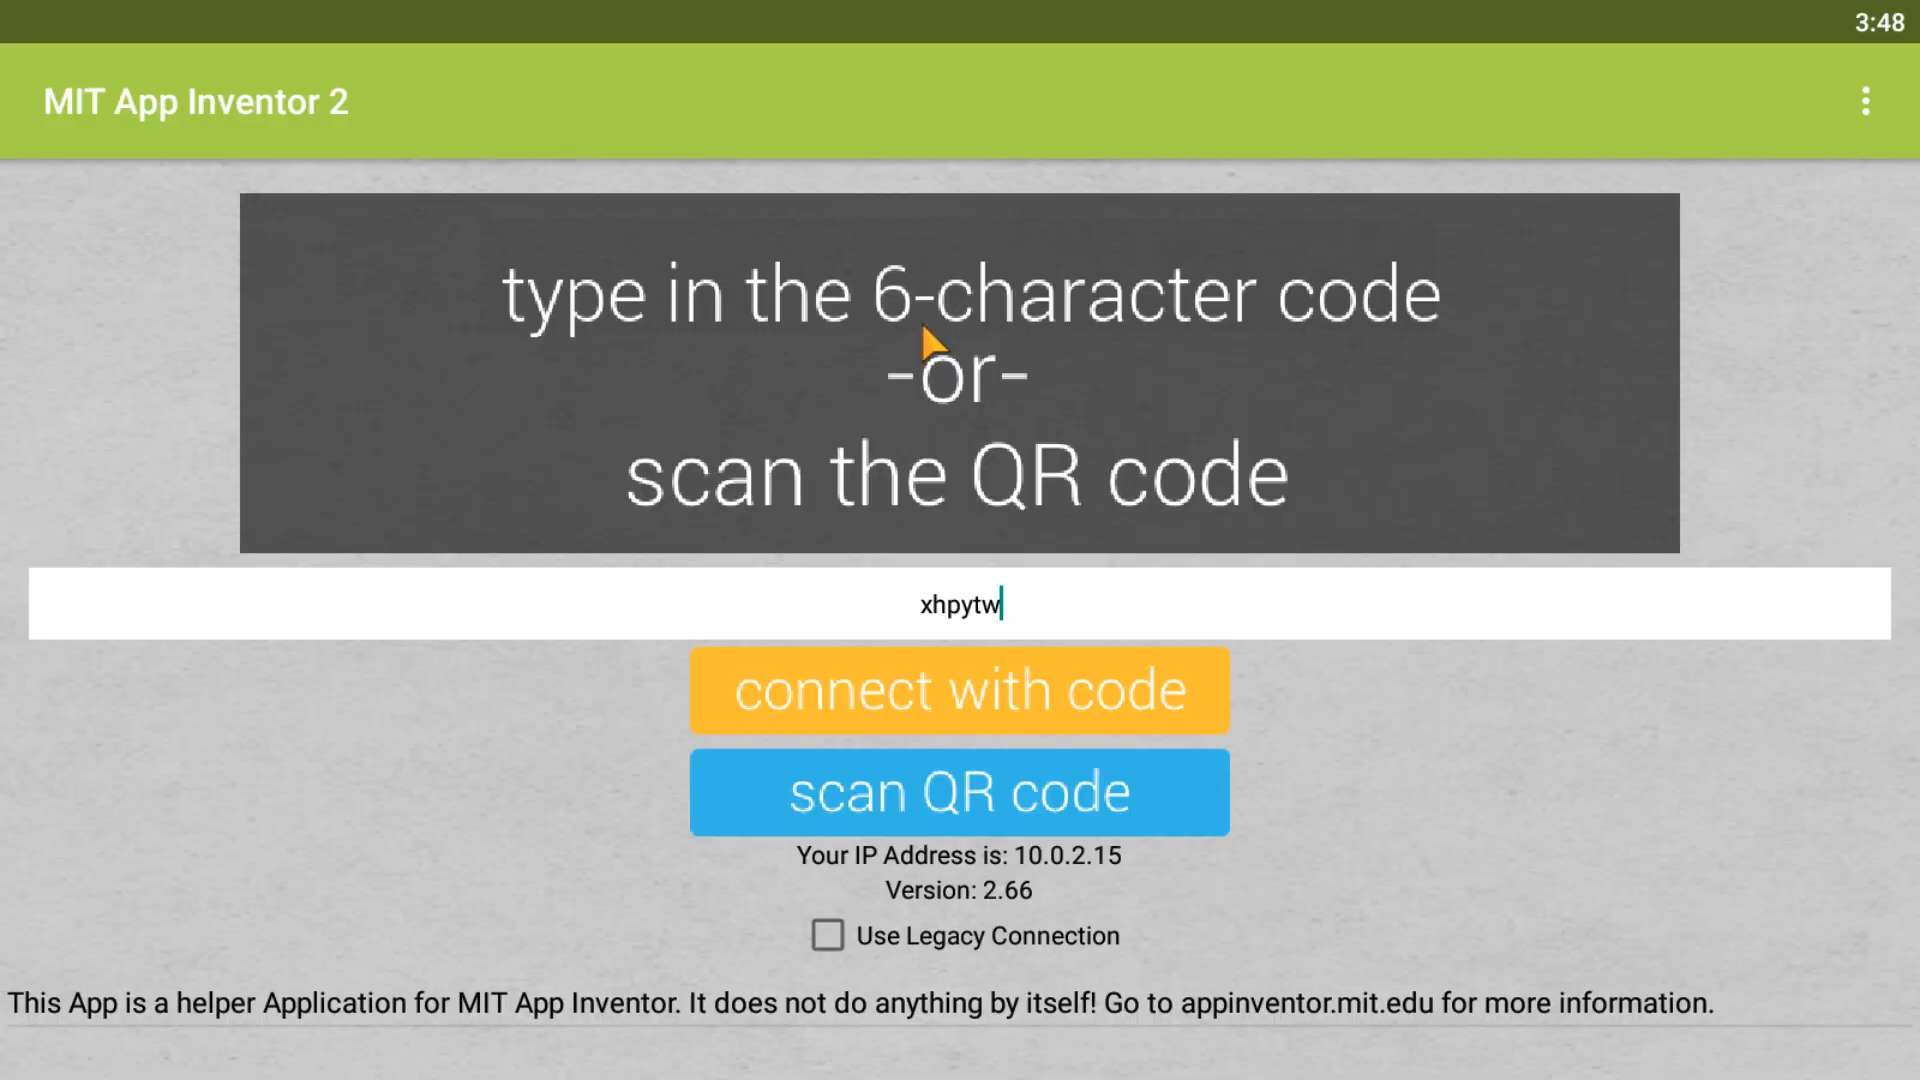 3:48
MIT App Inventor 2
type in the 6-character code
-or-
scan the QR code
xhpytw
connect with code
scan QR code
Your IP Address is: 10.0.2.15
Version: 2.66
Use Legacy Connection
This App is a helper Application for MIT App Inventor. It does not do anything by itself! Go to appinventor.mit.edu for more information.